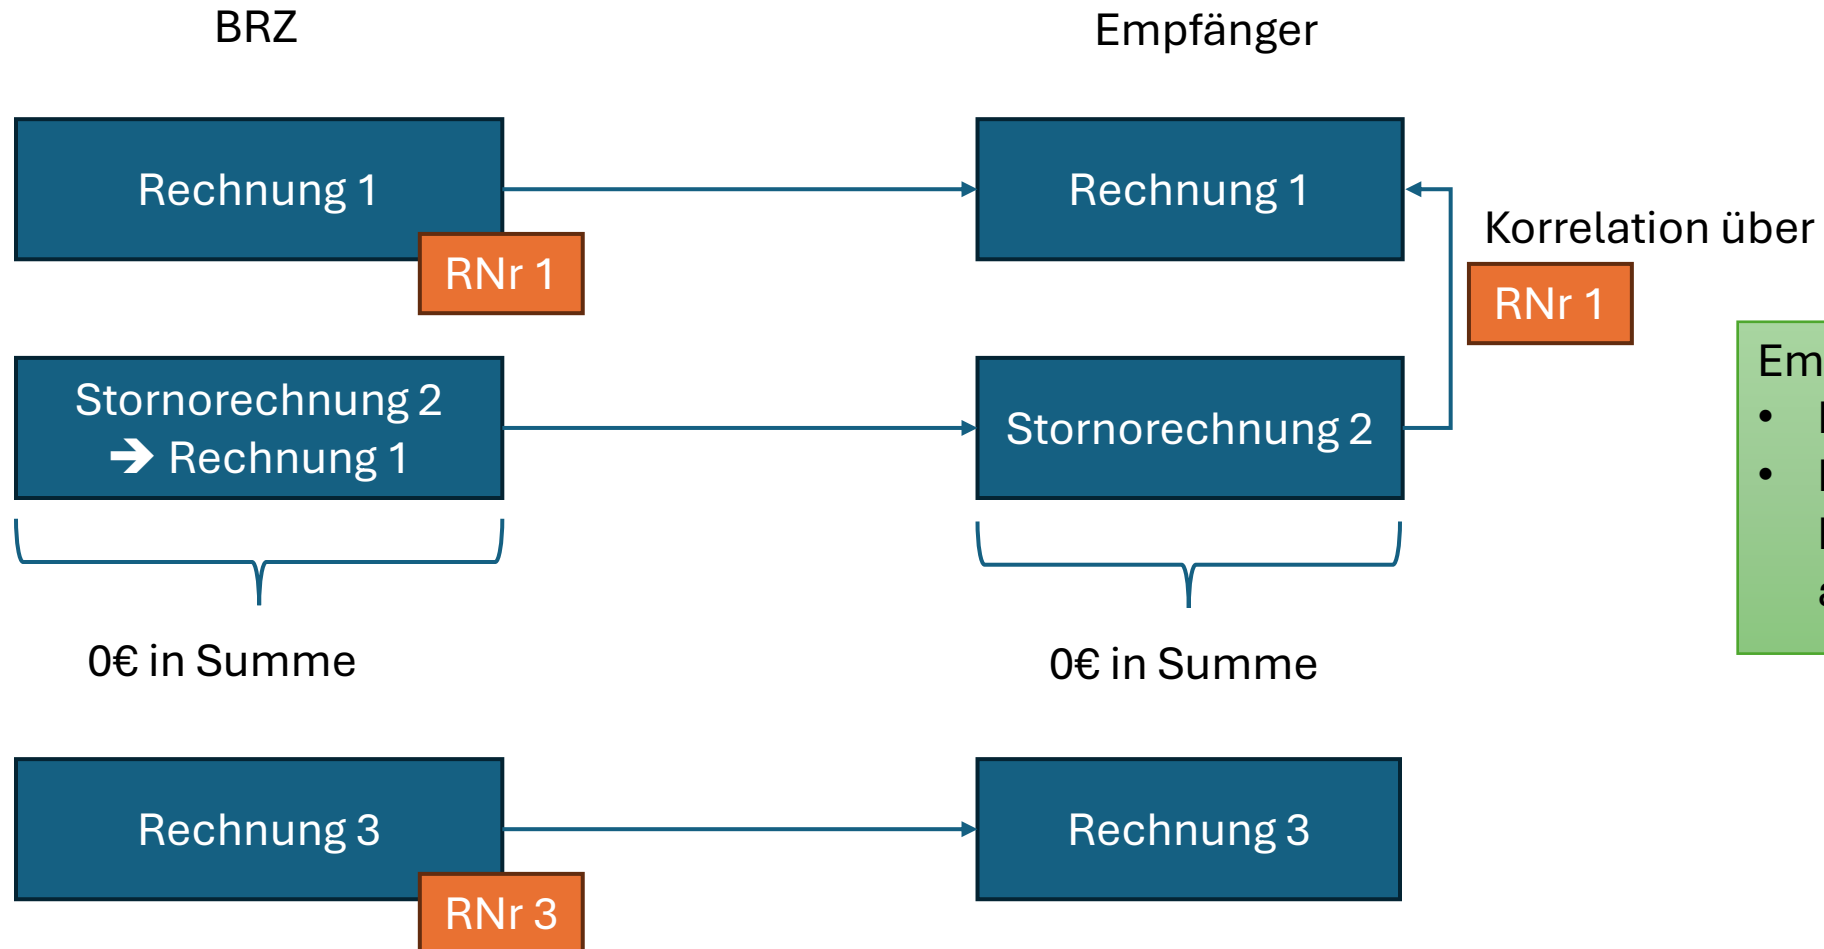 BRZ
Empfänger
Rechnung 1
RNr 1
Rechnung 1
Korrelation über
RNr 1
Stornorechnung 2
➔ Rechnung 1
Stornorechnung 2
0€ in Summe
0€ in Summe
Rechnung 3
RNr 3
Rechnung 3